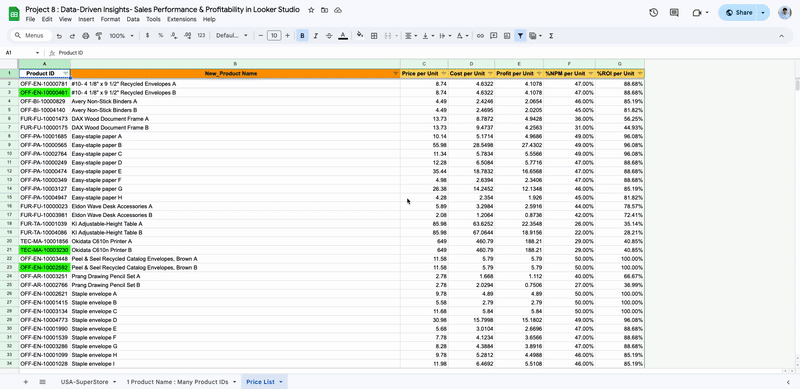 Project 8 : Data-Driven Insights- Sales Performance & Profitability in Looker Studio
File Edit View Insert Format Data Tools Extensions Help
Share
Menus 100% $ % .0 .00 123 Defaul... 10 B I A
A1 fx Product ID
A B C D E F G
1 Product ID New_Product Name Price per Unit Cost per Unit Profit per Unit %NPM per Unit %ROI per Unit
2 OFF-EN-10000781 #10- 4 1/8" x 9 1/2" Recycled Envelopes A 8.74 4.6322 4.1078 47.00% 88.68%
3 OFF-EN-10000461 #10- 4 1/8" x 9 1/2" Recycled Envelopes B 8.74 4.6322 4.1078 47.00% 88.68%
4 OFF-BI-10000829 Avery Non-Stick Binders A 4.49 2.4246 2.0654 46.00% 85.19%
5 OFF-BI-10004140 Avery Non-Stick Binders B 4.49 2.4695 2.0205 45.00% 81.82%
6 FUR-FU-10001473 DAX Wood Document Frame A 13.73 8.7872 4.9428 36.00% 56.25%
7 FUR-FU-10000175 DAX Wood Document Frame B 13.73 9.4737 4.2563 31.00% 44.93%
8 OFF-PA-10001685 Easy-staple paper A 10.14 5.1714 4.9686 49.00% 96.08%
9 OFF-PA-10000565 Easy-staple paper B 55.98 28.5498 27.4302 49.00% 96.08%
10 OFF-PA-10002764 Easy-staple paper C 11.34 5.7834 5.5566 49.00% 96.08%
11 OFF-PA-10000249 Easy-staple paper D 12.28 6.5084 5.7716 47.00% 88.68%
12 OFF-PA-10000474 Easy-staple paper E 35.44 18.7832 16.6568 47.00% 88.68%
13 OFF-PA-10000349 Easy-staple paper F 4.98 2.6394 2.3406 47.00% 88.68%
14 OFF-PA-10003127 Easy-staple paper G 26.38 14.2452 12.1348 46.00% 85.19%
15 OFF-PA-10004947 Easy-staple paper H 4.28 2.354 1.926 45.00% 81.82%
16 FUR-FU-10000023 Eldon Wave Desk Accessories A 5.89 3.2984 2.5916 44.00% 78.57%
17 FUR-FU-10003981 Eldon Wave Desk Accessories B 2.08 1.2064 0.8736 42.00% 72.41%
18 FUR-TA-10001039 KI Adjustable-Height Table A 85.98 63.6252 22.3548 26.00% 35.14%
19 FUR-TA-10004086 KI Adjustable-Height Table B 85.98 67.0644 18.9156 22.00% 28.21%
20 TEC-MA-10001856 Okidata C610n Printer A 649 460.79 188.21 29.00% 40.85%
21 TEC-MA-10003230 Okidata C610n Printer B 649 460.79 188.21 29.00% 40.85%
22 OFF-EN-10003448 Peel & Seel Recycled Catalog Envelopes, Brown A 11.58 5.79 5.79 50.00% 100.00%
23 OFF-EN-10002592 Peel & Seel Recycled Catalog Envelopes, Brown B 11.58 5.79 5.79 50.00% 100.00%
24 OFF-AR-10003251 Prang Drawing Pencil Set A 2.78 1.668 1.112 40.00% 66.67%
25 OFF-AR-10002766 Prang Drawing Pencil Set B 2.78 2.0294 0.7506 27.00% 36.99%
26 OFF-EN-10002621 Staple envelope A 9.78 4.89 4.89 50.00% 100.00%
27 OFF-EN-10001415 Staple envelope B 5.58 2.79 2.79 50.00% 100.00%
28 OFF-EN-10003134 Staple envelope C 11.68 5.84 5.84 50.00% 100.00%
29 OFF-EN-10004773 Staple envelope D 30.98 15.7998 15.1802 49.00% 96.08%
30 OFF-EN-10001990 Staple envelope E 5.68 3.0104 2.6696 47.00% 88.68%
31 OFF-EN-10001539 Staple envelope F 7.78 4.1234 3.6566 47.00% 88.68%
32 OFF-EN-10003286 Staple envelope G 8.28 4.3884 3.8916 47.00% 88.68%
33 OFF-EN-10001099 Staple envelope H 9.78 5.2812 4.4988 46.00% 85.19%
34 OFF-EN-10001028 Staple envelope I 11.98 6.4692 5.5108 46.00% 85.19%
USA-SuperStore 1 Product Name : Many Product IDs Price List